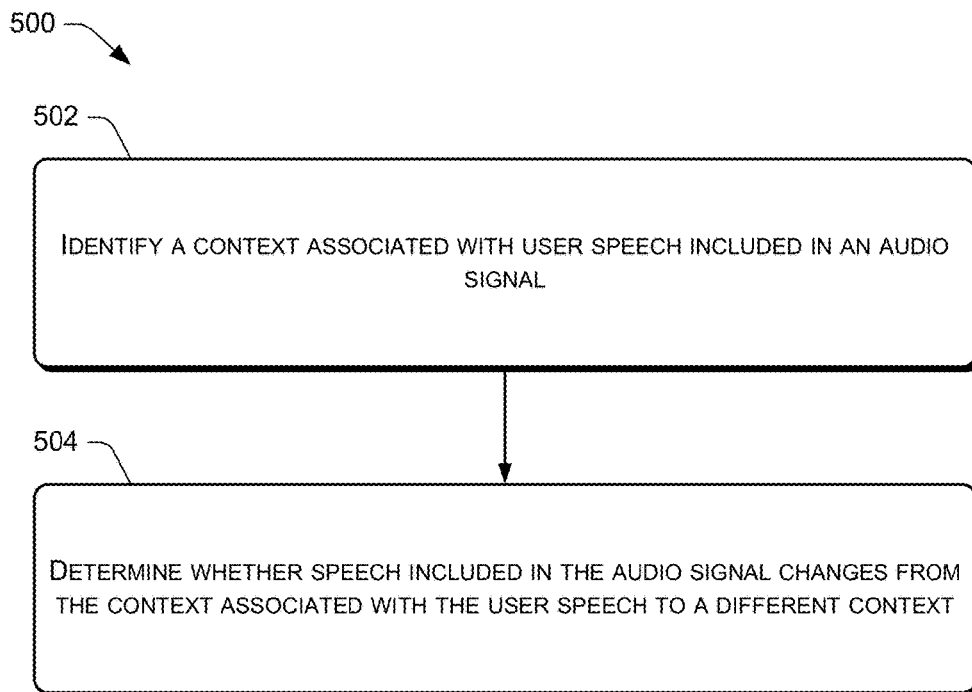 500
502
IDENTIFY A CONTEXT ASSOCIATED WITH USER SPEECH INCLUDED IN AN AUDIO
SIGNAL
504
DETERMINE WHETHER SPEECH INCLUDED IN THE AUDIO SIGNAL CHANGES FROM
THE CONTEXT ASSOCIATED WITH THE USER SPEECH TO A DIFFERENT CONTEXT